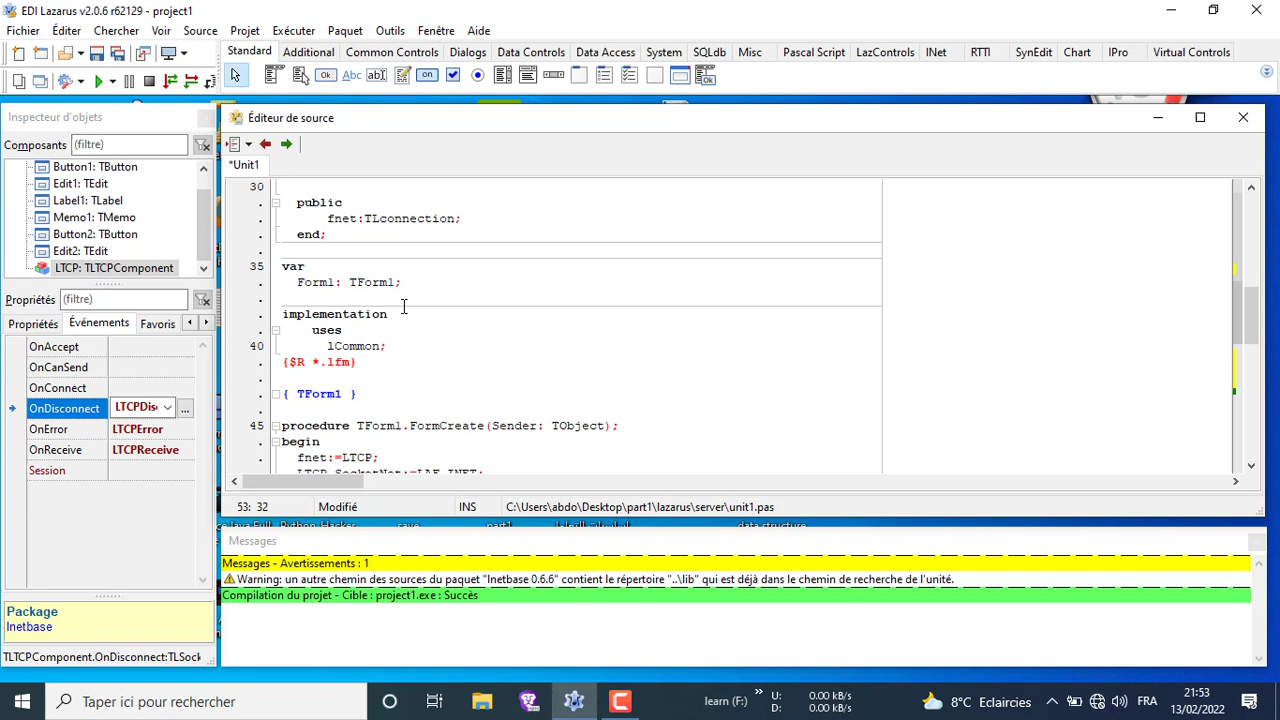 EDI Lazarus v2.0.6 r62129 - project1
Fichier Éditer Chercher Voir Source Projet Exécuter Paquet Outils Fenêtre Aide
Standard Additional Common Controls Dialogs Data Controls Data Access System SQLdb Misc Pascal Script LazControls INet RTTI SynEdit Chart IPro Virtual Controls
Inspecteur d'objets
Composants (filtre)
Button1: TButton
Edit1: TEdit
Label1: TLabel
Memo1: TMemo
Button2: TButton
Edit2: TEdit
LTCP: TLTCPComponent
Propriétés (filtre)
Propriétés Événements Favoris
OnAccept
OnCanSend
OnConnect
OnDisconnect LTCPDis ...
OnError LTCPError
OnReceive LTCPReceive
Session
Package
Inetbase
TLTCPComponent.OnDisconnect:TLSock
Éditeur de source
*Unit1
30
public
fnet:TLconnection;
end;
35 var
Form1: TForm1;
implementation
uses
40 lCommon;
{$R *.lfm}
{ TForm1 }
45 procedure TForm1.FormCreate(Sender: TObject);
begin
fnet:=LTCP;
LTCP.SocketNet:=LAF_INET;
53: 32 Modifié INS C:\Users\abdo\Desktop\part1\lazarus\server\unit1.pas
save part1 data structure
Messages
Messages - Avertissements : 1
Warning: un autre chemin des sources du paquet "Inetbase 0.6.6" contient le répertoire "..\lib" qui est déjà dans le chemin de recherche de l'unité.
Compilation du projet - Cible : project1.exe : Succès
Taper ici pour rechercher
learn (F:)
U: 0.00 kB/s
D: 0.00 kB/s
8°C Eclaircies
FRA
21:53
13/02/2022